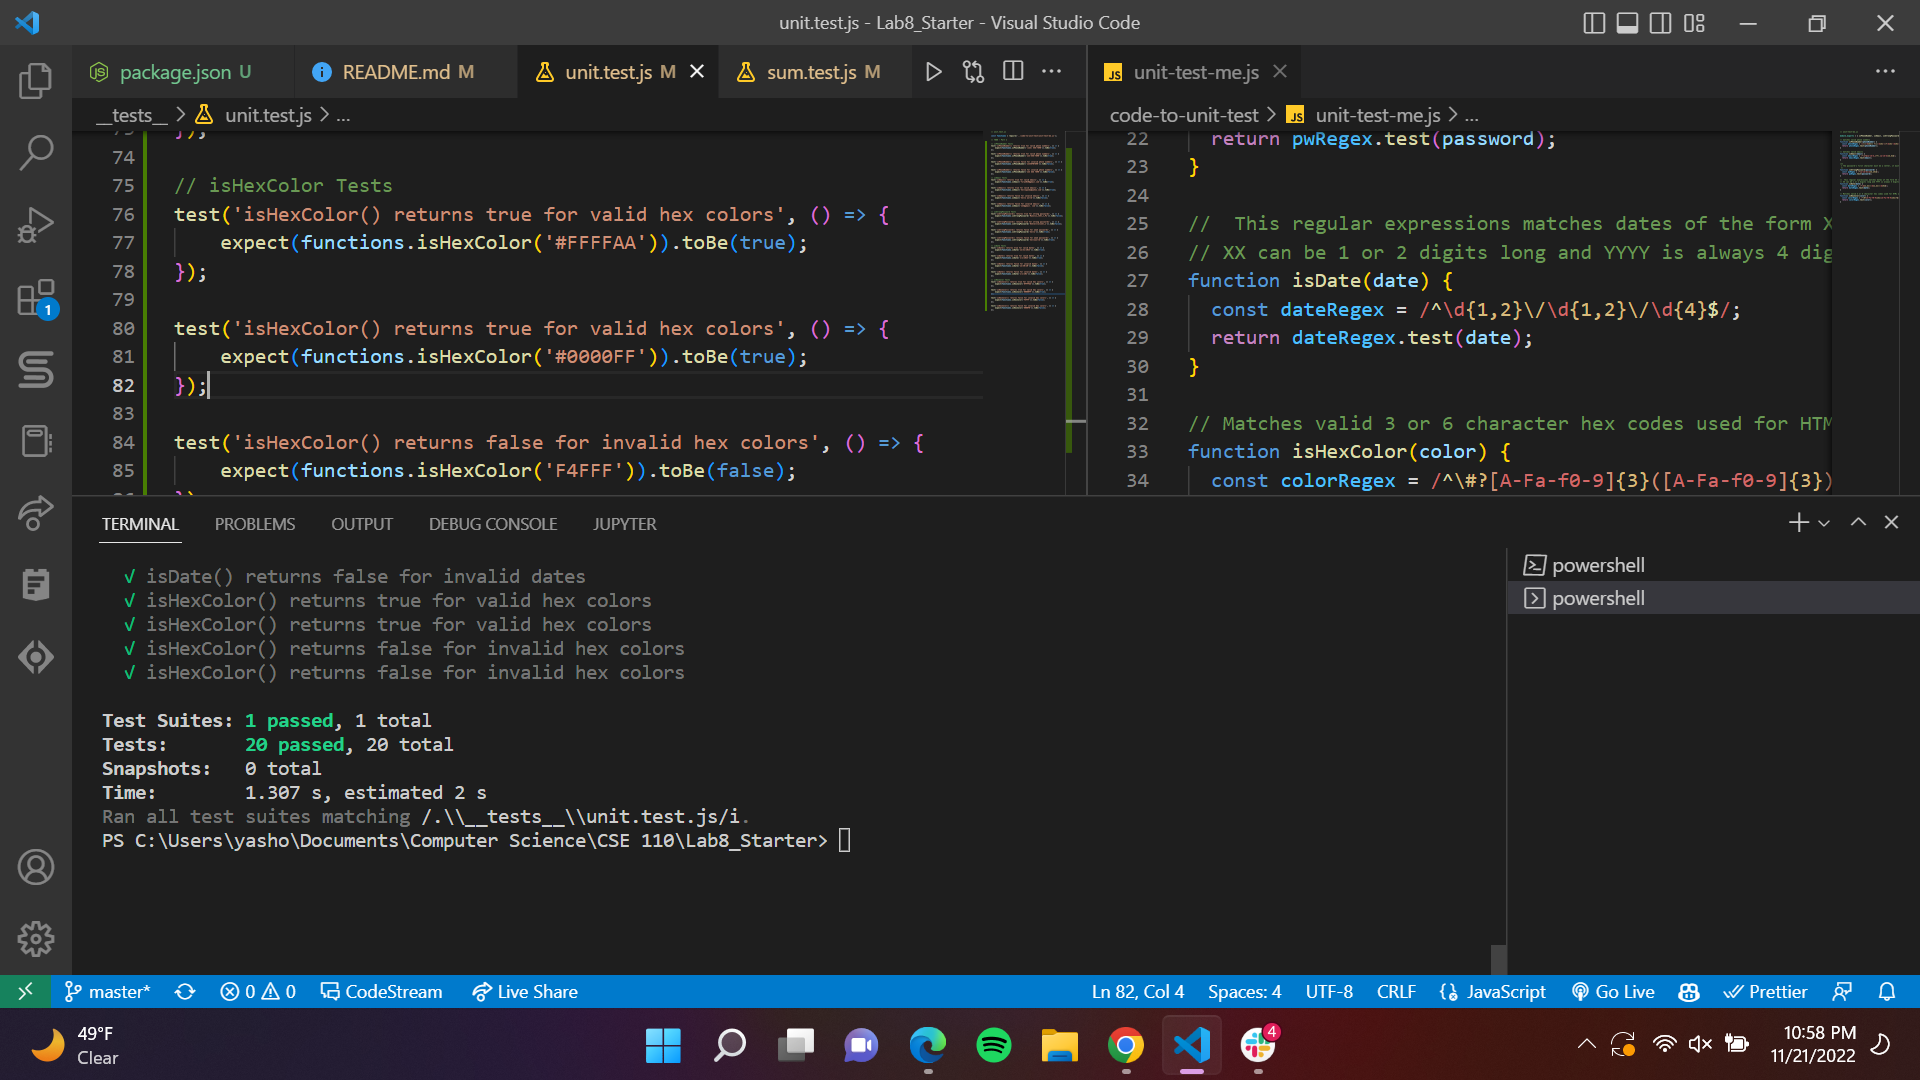 unit.test.js - Lab8_Starter - Visual Studio Code
package.json U
README.md M
unit.test.js M
sum.test.js M
unit-test-me.js
__tests__ > unit.test.js > ...
74
75 // isHexColor Tests
76 test('isHexColor() returns true for valid hex colors', () => {
77 expect(functions.isHexColor('#FFFFAA')).toBe(true);
78 });
79
80 test('isHexColor() returns true for valid hex colors', () => {
81 expect(functions.isHexColor('#0000FF')).toBe(true);
82 });
83
84 test('isHexColor() returns false for invalid hex colors', () => {
85 expect(functions.isHexColor('F4FFF')).toBe(false);
code-to-unit-test > JS unit-test-me.js > ...
22 return pwRegex.test(password);
23 }
24
25 // This regular expressions matches dates of the form X
26 // XX can be 1 or 2 digits long and YYYY is always 4 dig
27 function isDate(date) {
28 const dateRegex = /^\d{1,2}\/\d{1,2}\/\d{4}$/;
29 return dateRegex.test(date);
30 }
31
32 // Matches valid 3 or 6 character hex codes used for HTM
33 function isHexColor(color) {
34 const colorRegex = /^\#?[A-Fa-f0-9]{3}([A-Fa-f0-9]{3})
1
TERMINAL PROBLEMS OUTPUT DEBUG CONSOLE JUPYTER
√ isDate() returns false for invalid dates
√ isHexColor() returns true for valid hex colors
√ isHexColor() returns true for valid hex colors
√ isHexColor() returns false for invalid hex colors
√ isHexColor() returns false for invalid hex colors
Test Suites: 1 passed, 1 total
Tests: 20 passed, 20 total
Snapshots: 0 total
Time: 1.307 s, estimated 2 s
Ran all test suites matching /.\\__tests__\\unit.test.js/i.
PS C:\Users\yasho\Documents\Computer Science\CSE 110\Lab8_Starter>
powershell
powershell
master* 0 0 CodeStream Live Share Ln 82, Col 4 Spaces: 4 UTF-8 CRLF JavaScript Go Live Prettier
49°F
Clear
4
10:58 PM
11/21/2022